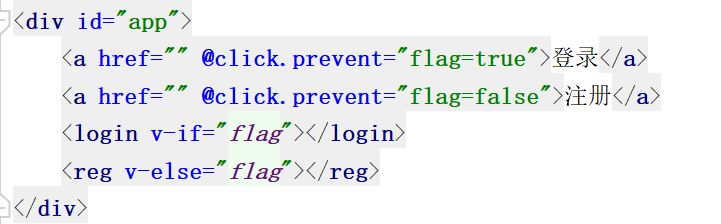 <div id="app">
<a href="" @click.prevent="flag=true">登录</a>
<a href="" @click.prevent="flag=false">注册</a>
<login v-if="flag"></login>
<reg v-else="flag"></reg>
</div>